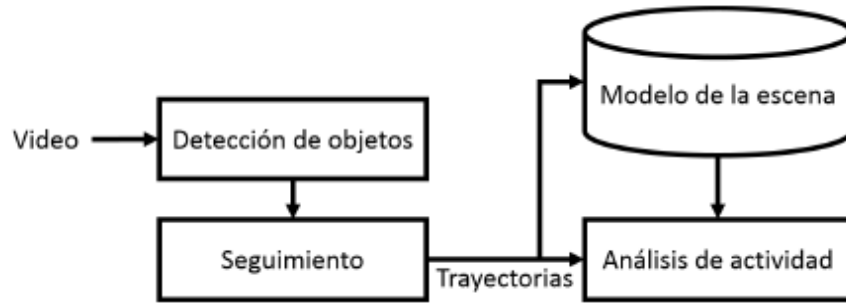 Modelo de la escena
Video
Detección de objetos
Seguimiento
Trayectorias
Análisis de actividad